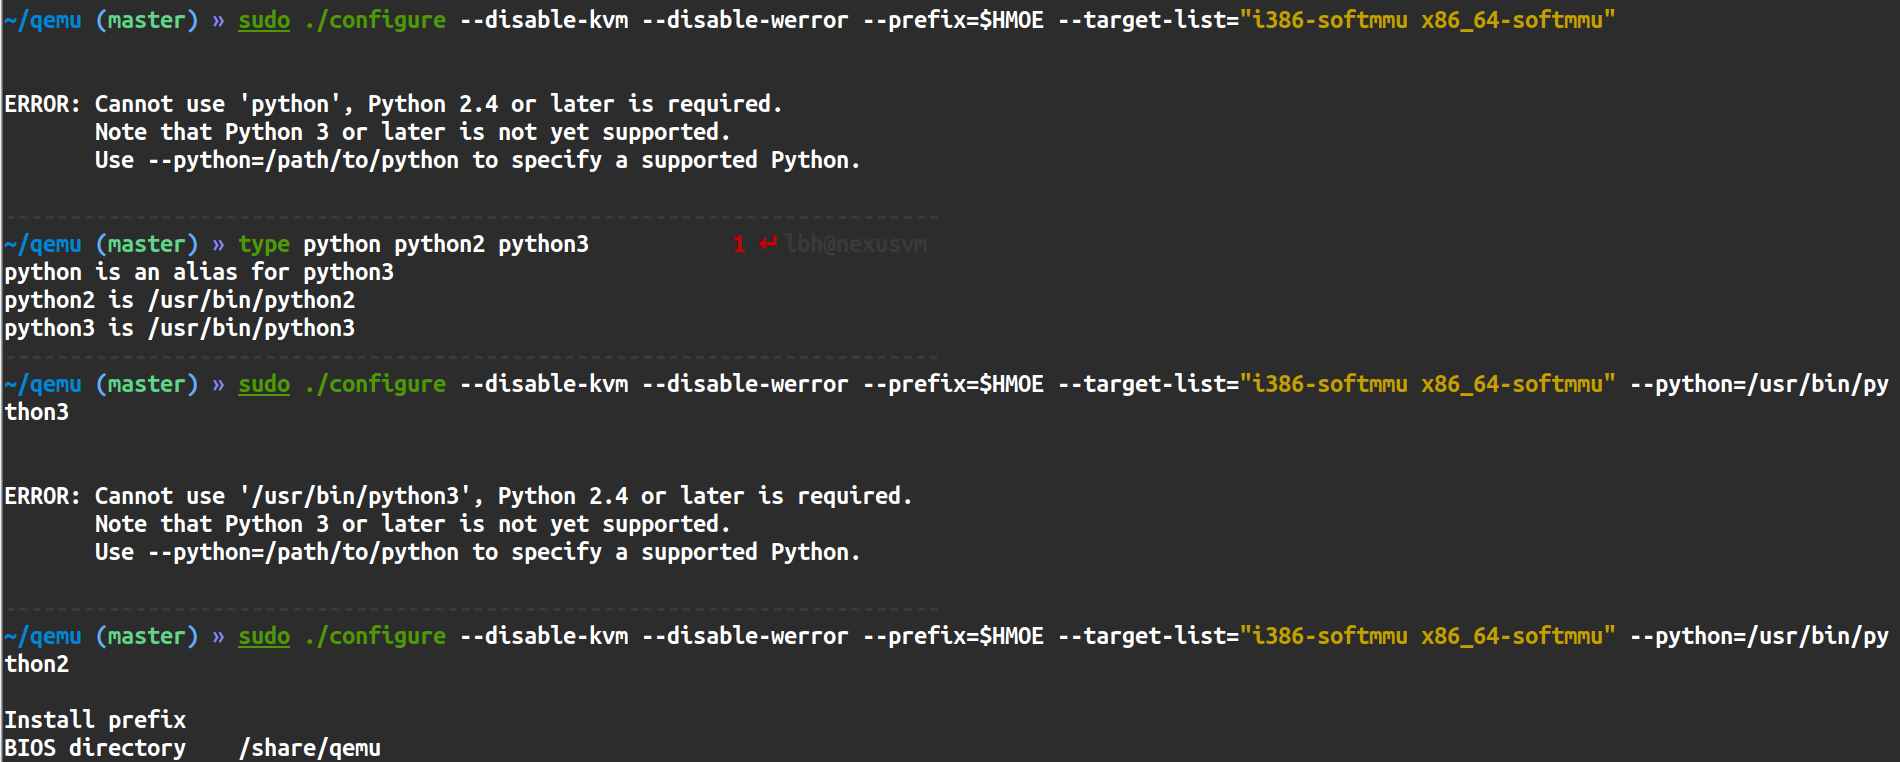 ~/qemu (master) » sudo ./configure --disable-kvm --disable-werror --prefix=$HMOE --target-list="i386-softmmu x86_64-softmmu"
ERROR: Cannot use 'python', Python 2.4 or later is required.
Note that Python 3 or later is not yet supported.
Use --python=/path/to/python to specify a supported Python.
~/qemu (master) » type python python2 python3 1 ↵ lbh@nexusvm
python is an alias for python3
python2 is /usr/bin/python2
python3 is /usr/bin/python3
~/qemu (master) » sudo ./configure --disable-kvm --disable-werror --prefix=$HMOE --target-list="i386-softmmu x86_64-softmmu" --python=/usr/bin/py
thon3
ERROR: Cannot use '/usr/bin/python3', Python 2.4 or later is required.
Note that Python 3 or later is not yet supported.
Use --python=/path/to/python to specify a supported Python.
~/qemu (master) » sudo ./configure --disable-kvm --disable-werror --prefix=$HMOE --target-list="i386-softmmu x86_64-softmmu" --python=/usr/bin/py
thon2
Install prefix
BIOS directory /share/qemu